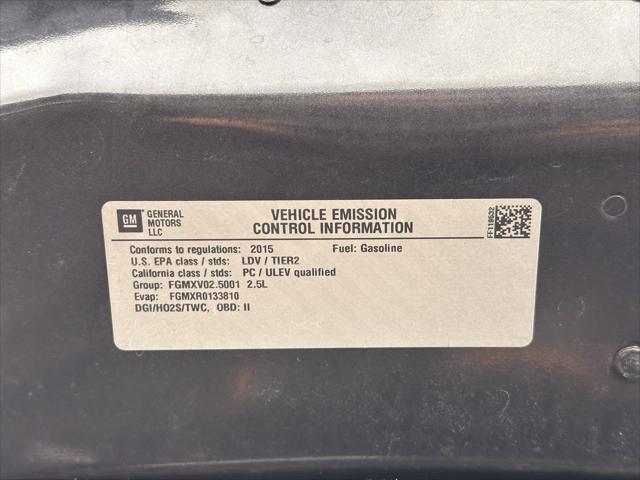 GM GENERAL MOTORS LLC
VEHICLE EMISSION
CONTROL INFORMATION
FF119632
Conforms to regulations: 2015 Fuel: Gasoline
U.S. EPA class / stds: LDV / TIER2
California class / stds: PC / ULEV qualified
Group: FGMXV02.5001 2.5L
Evap: FGMXR0133810
DGI/HO2S/TWC, OBD: II